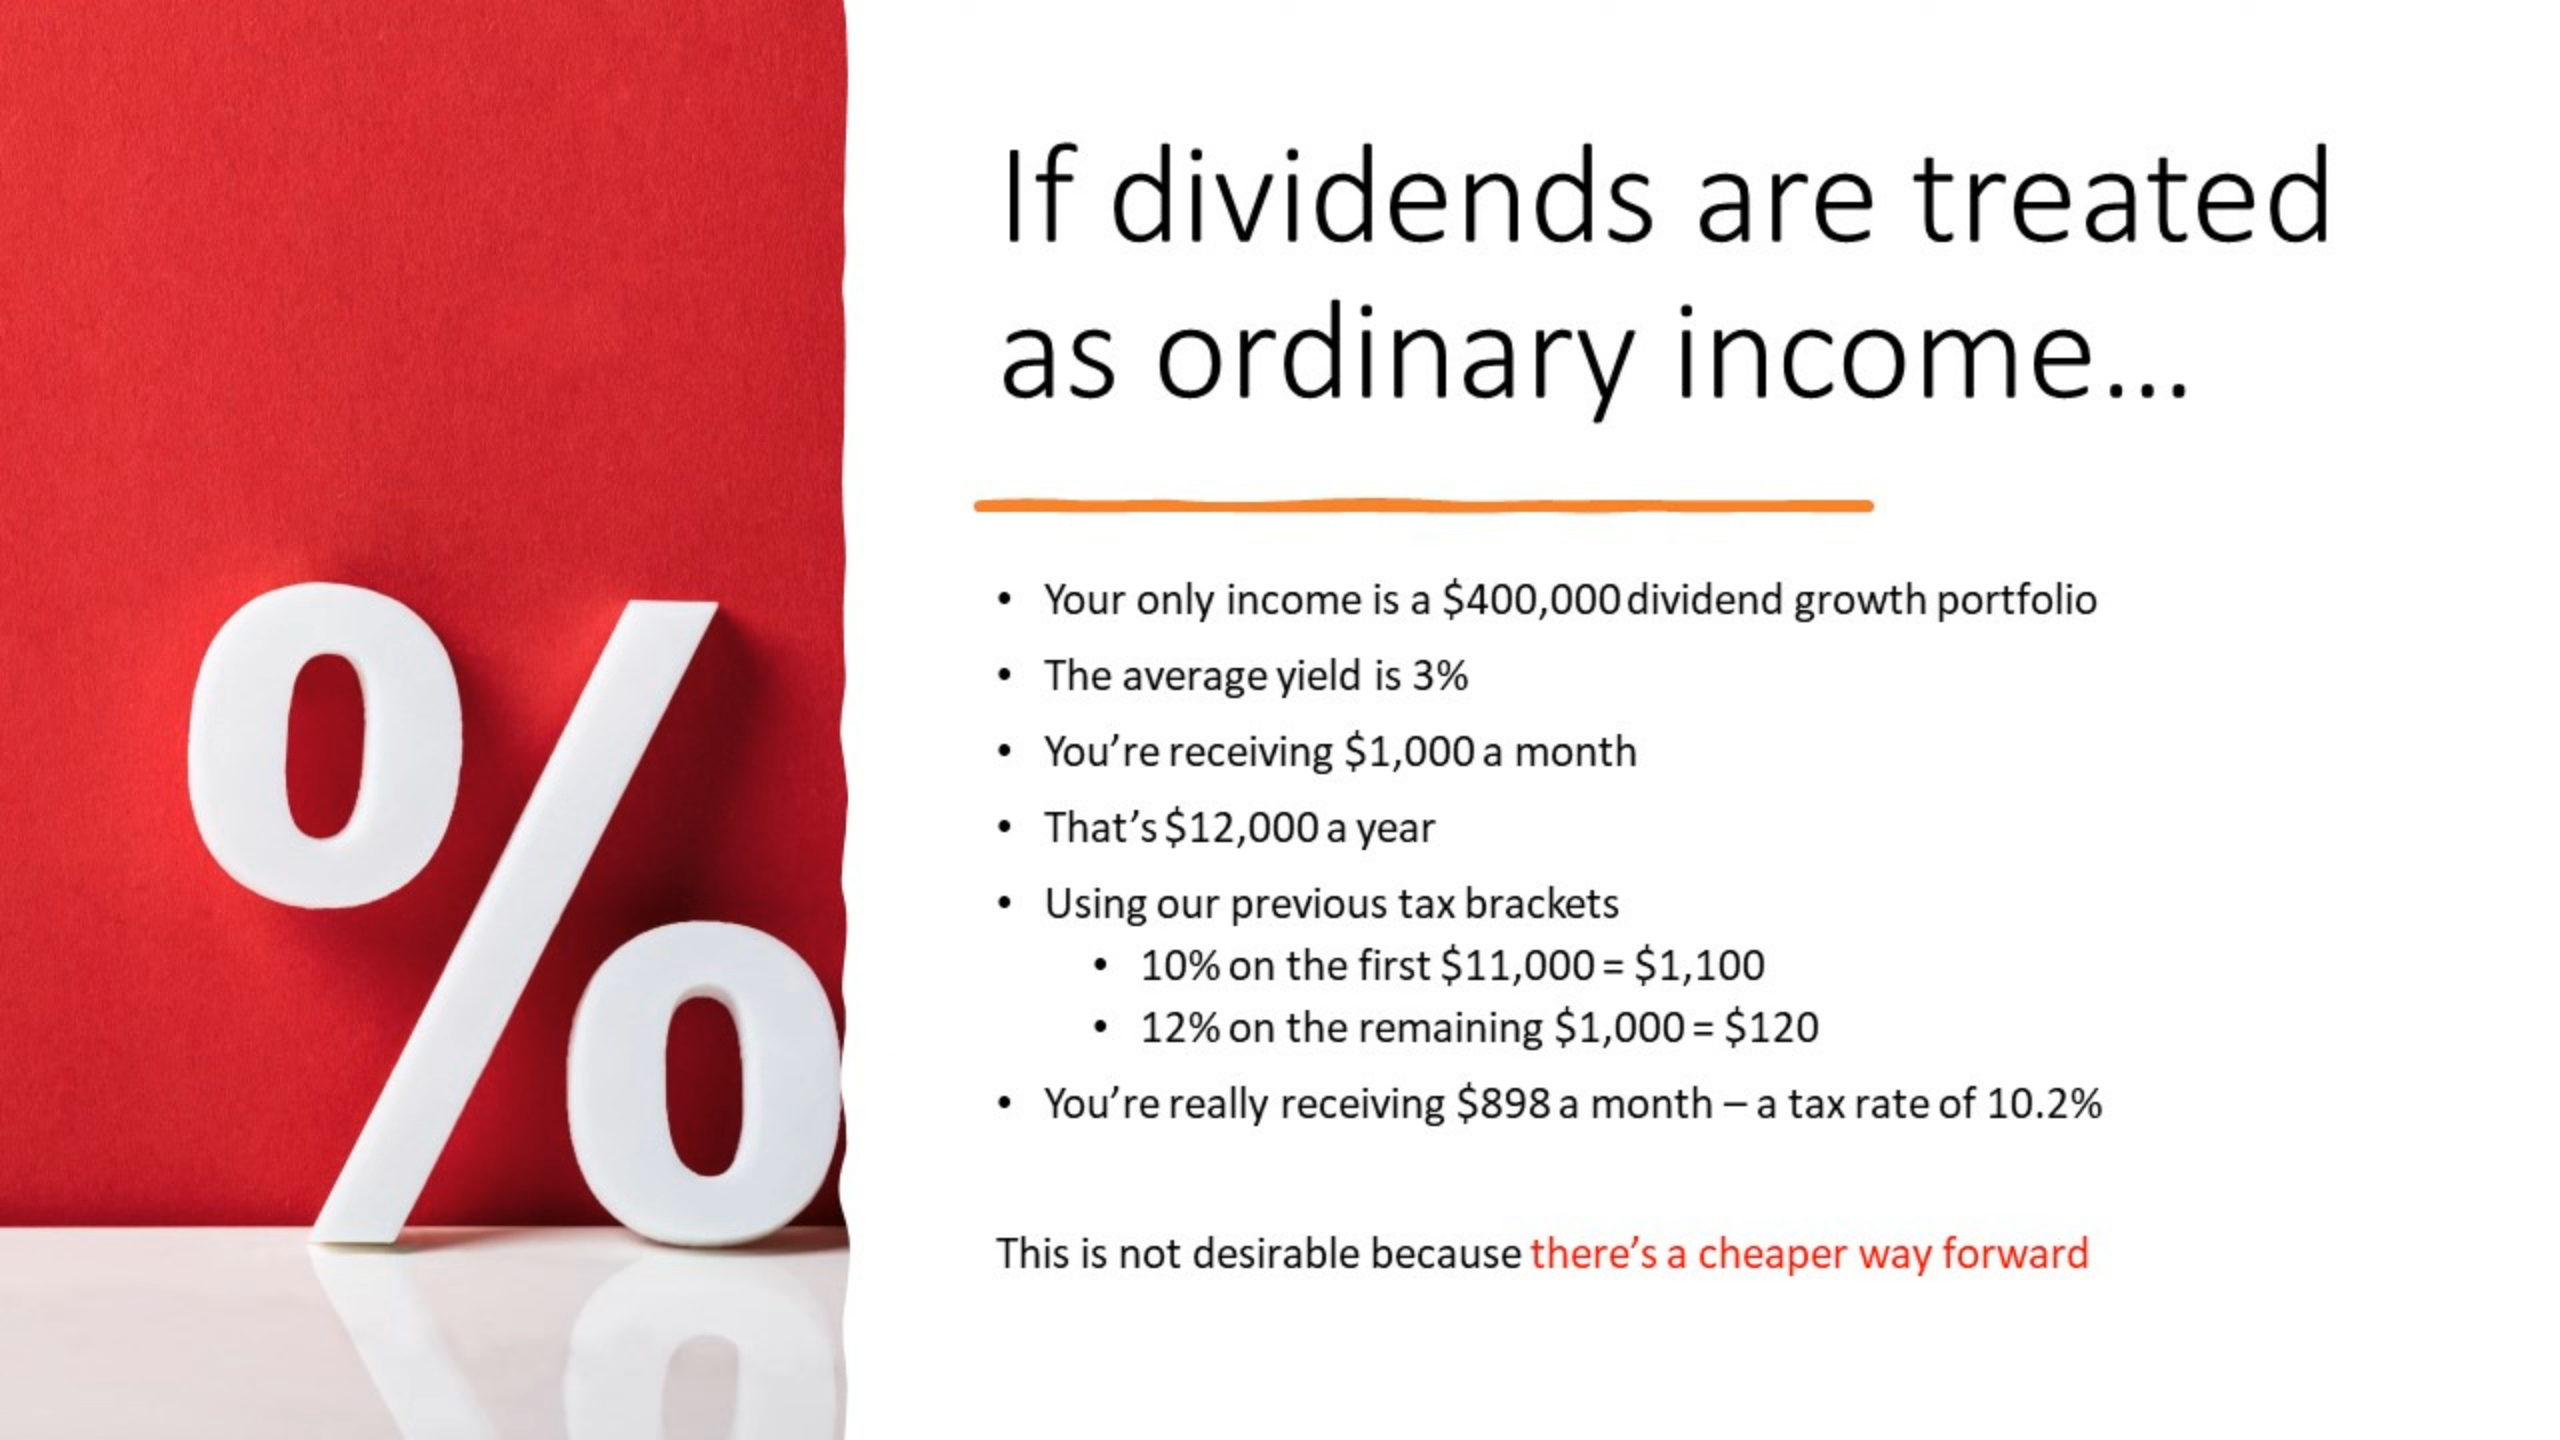 If dividends are treated
as ordinary income...
• Your only income is a $400,000 dividend growth portfolio
• The average yield is 3%
• You’re receiving $1,000 a month
• That’s $12,000 a year
• Using our previous tax brackets
• 10% on the first $11,000 = $1,100
• 12% on the remaining $1,000 = $120
• You’re really receiving $898 a month – a tax rate of 10.2%
This is not desirable because there’s a cheaper way forward
%